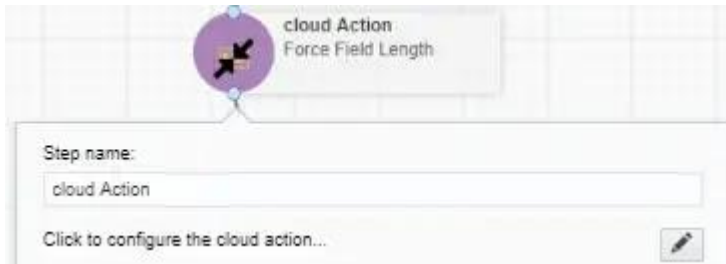 cloud Action
Force Field Length
Step name:
cloud Action
Click to configure the cloud action...